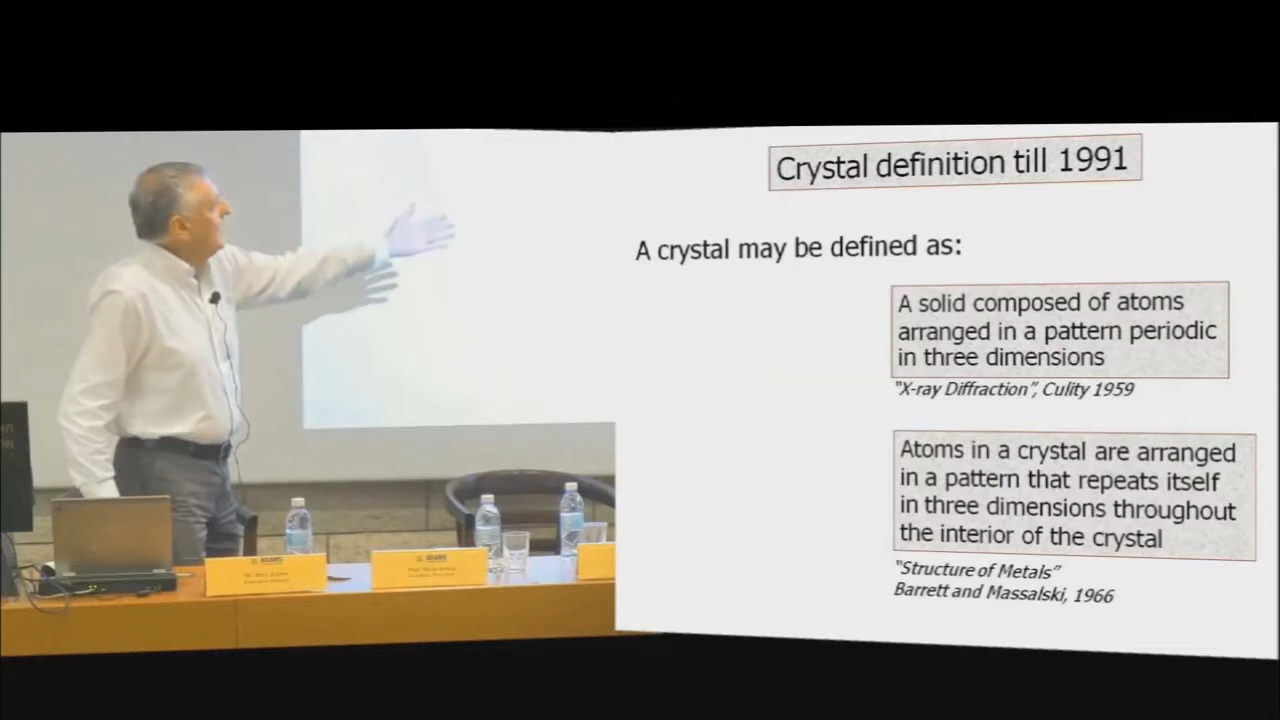 Crystal definition till 1991
A crystal may be defined as:
A solid composed of atoms
arranged in a pattern periodic
in three dimensions
"X-ray Diffraction", Culity 1959
Atoms in a crystal are arranged
in a pattern that repeats itself
in three dimensions throughout
the interior of the crystal
"Structure of Metals"
Barrett and Massalski, 1966